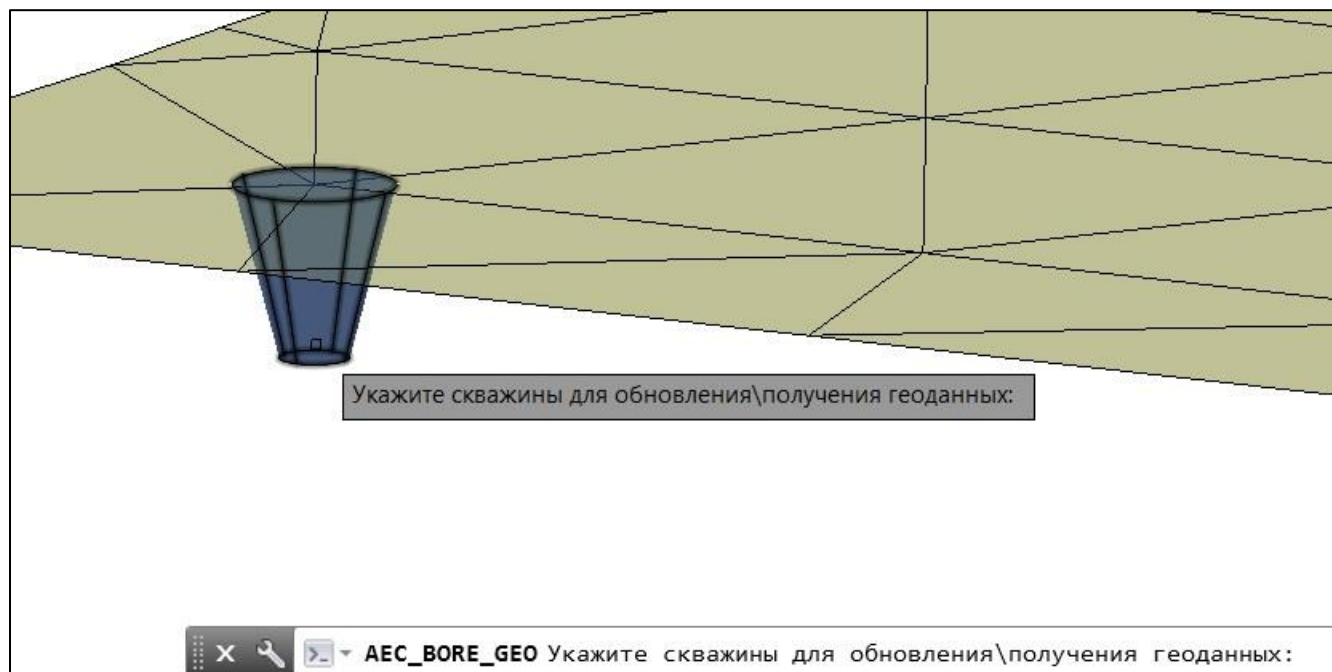 Укажите скважины для обновления\получения геоданных:
AEC_BORE_GEO Укажите скважины для обновления\получения геоданных: